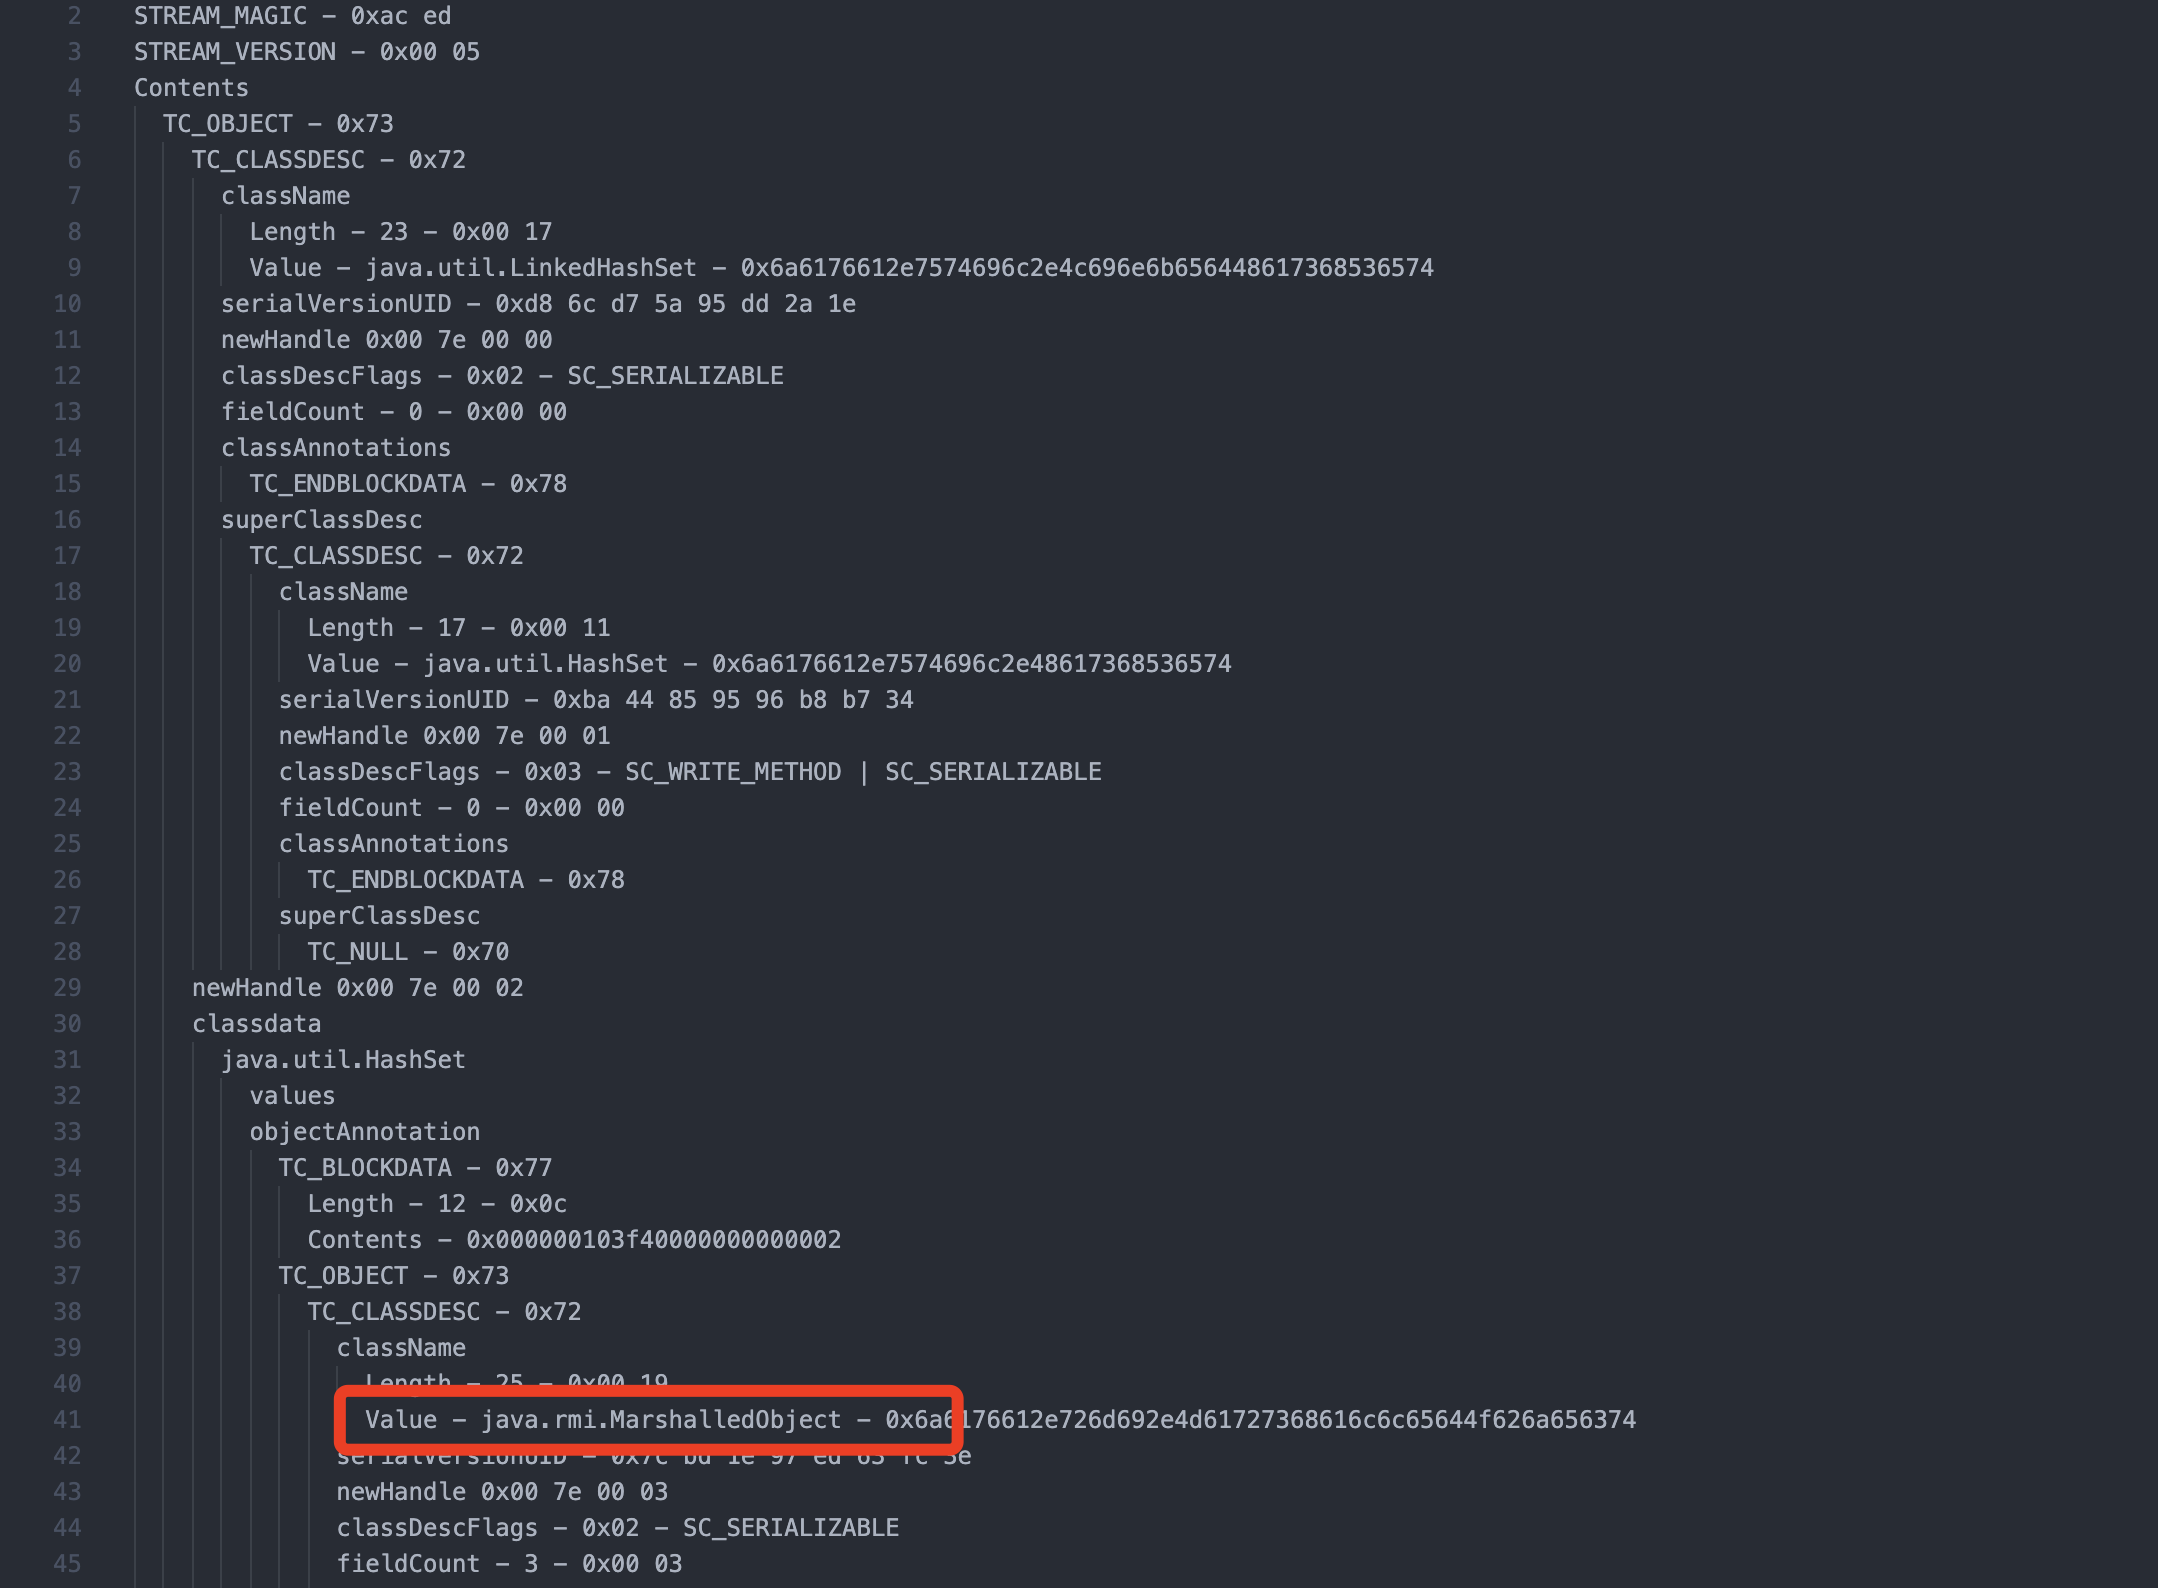 2 STREAM_MAGIC - 0xac ed
3 STREAM_VERSION - 0x00 05
4 Contents
5 TC_OBJECT - 0x73
6 TC_CLASSDESC - 0x72
7 className
8 Length - 23 - 0x00 17
9 Value - java.util.LinkedHashSet - 0x6a6176612e7574696c2e4c696e6b656448617368536574
10 serialVersionUID - 0xd8 6c d7 5a 95 dd 2a 1e
11 newHandle 0x00 7e 00 00
12 classDescFlags - 0x02 - SC_SERIALIZABLE
13 fieldCount - 0 - 0x00 00
14 classAnnotations
15 TC_ENDBLOCKDATA - 0x78
16 superClassDesc
17 TC_CLASSDESC - 0x72
18 className
19 Length - 17 - 0x00 11
20 Value - java.util.HashSet - 0x6a6176612e7574696c2e48617368536574
21 serialVersionUID - 0xba 44 85 95 96 b8 b7 34
22 newHandle 0x00 7e 00 01
23 classDescFlags - 0x03 - SC_WRITE_METHOD | SC_SERIALIZABLE
24 fieldCount - 0 - 0x00 00
25 classAnnotations
26 TC_ENDBLOCKDATA - 0x78
27 superClassDesc
28 TC_NULL - 0x70
29 newHandle 0x00 7e 00 02
30 classdata
31 java.util.HashSet
32 values
33 objectAnnotation
34 TC_BLOCKDATA - 0x77
35 Length - 12 - 0x0c
36 Contents - 0x000000103f40000000000002
37 TC_OBJECT - 0x73
38 TC_CLASSDESC - 0x72
39 className
40 Length - 25 - 0x00 19
41 Value - java.rmi.MarshalledObject - 0x6a6176612e726d692e4d61727368616c6c65644f626a656374
42 serialVersionUID - 0x7c bd 1e 97 ed 63 fc 3e
43 newHandle 0x00 7e 00 03
44 classDescFlags - 0x02 - SC_SERIALIZABLE
45 fieldCount - 3 - 0x00 03